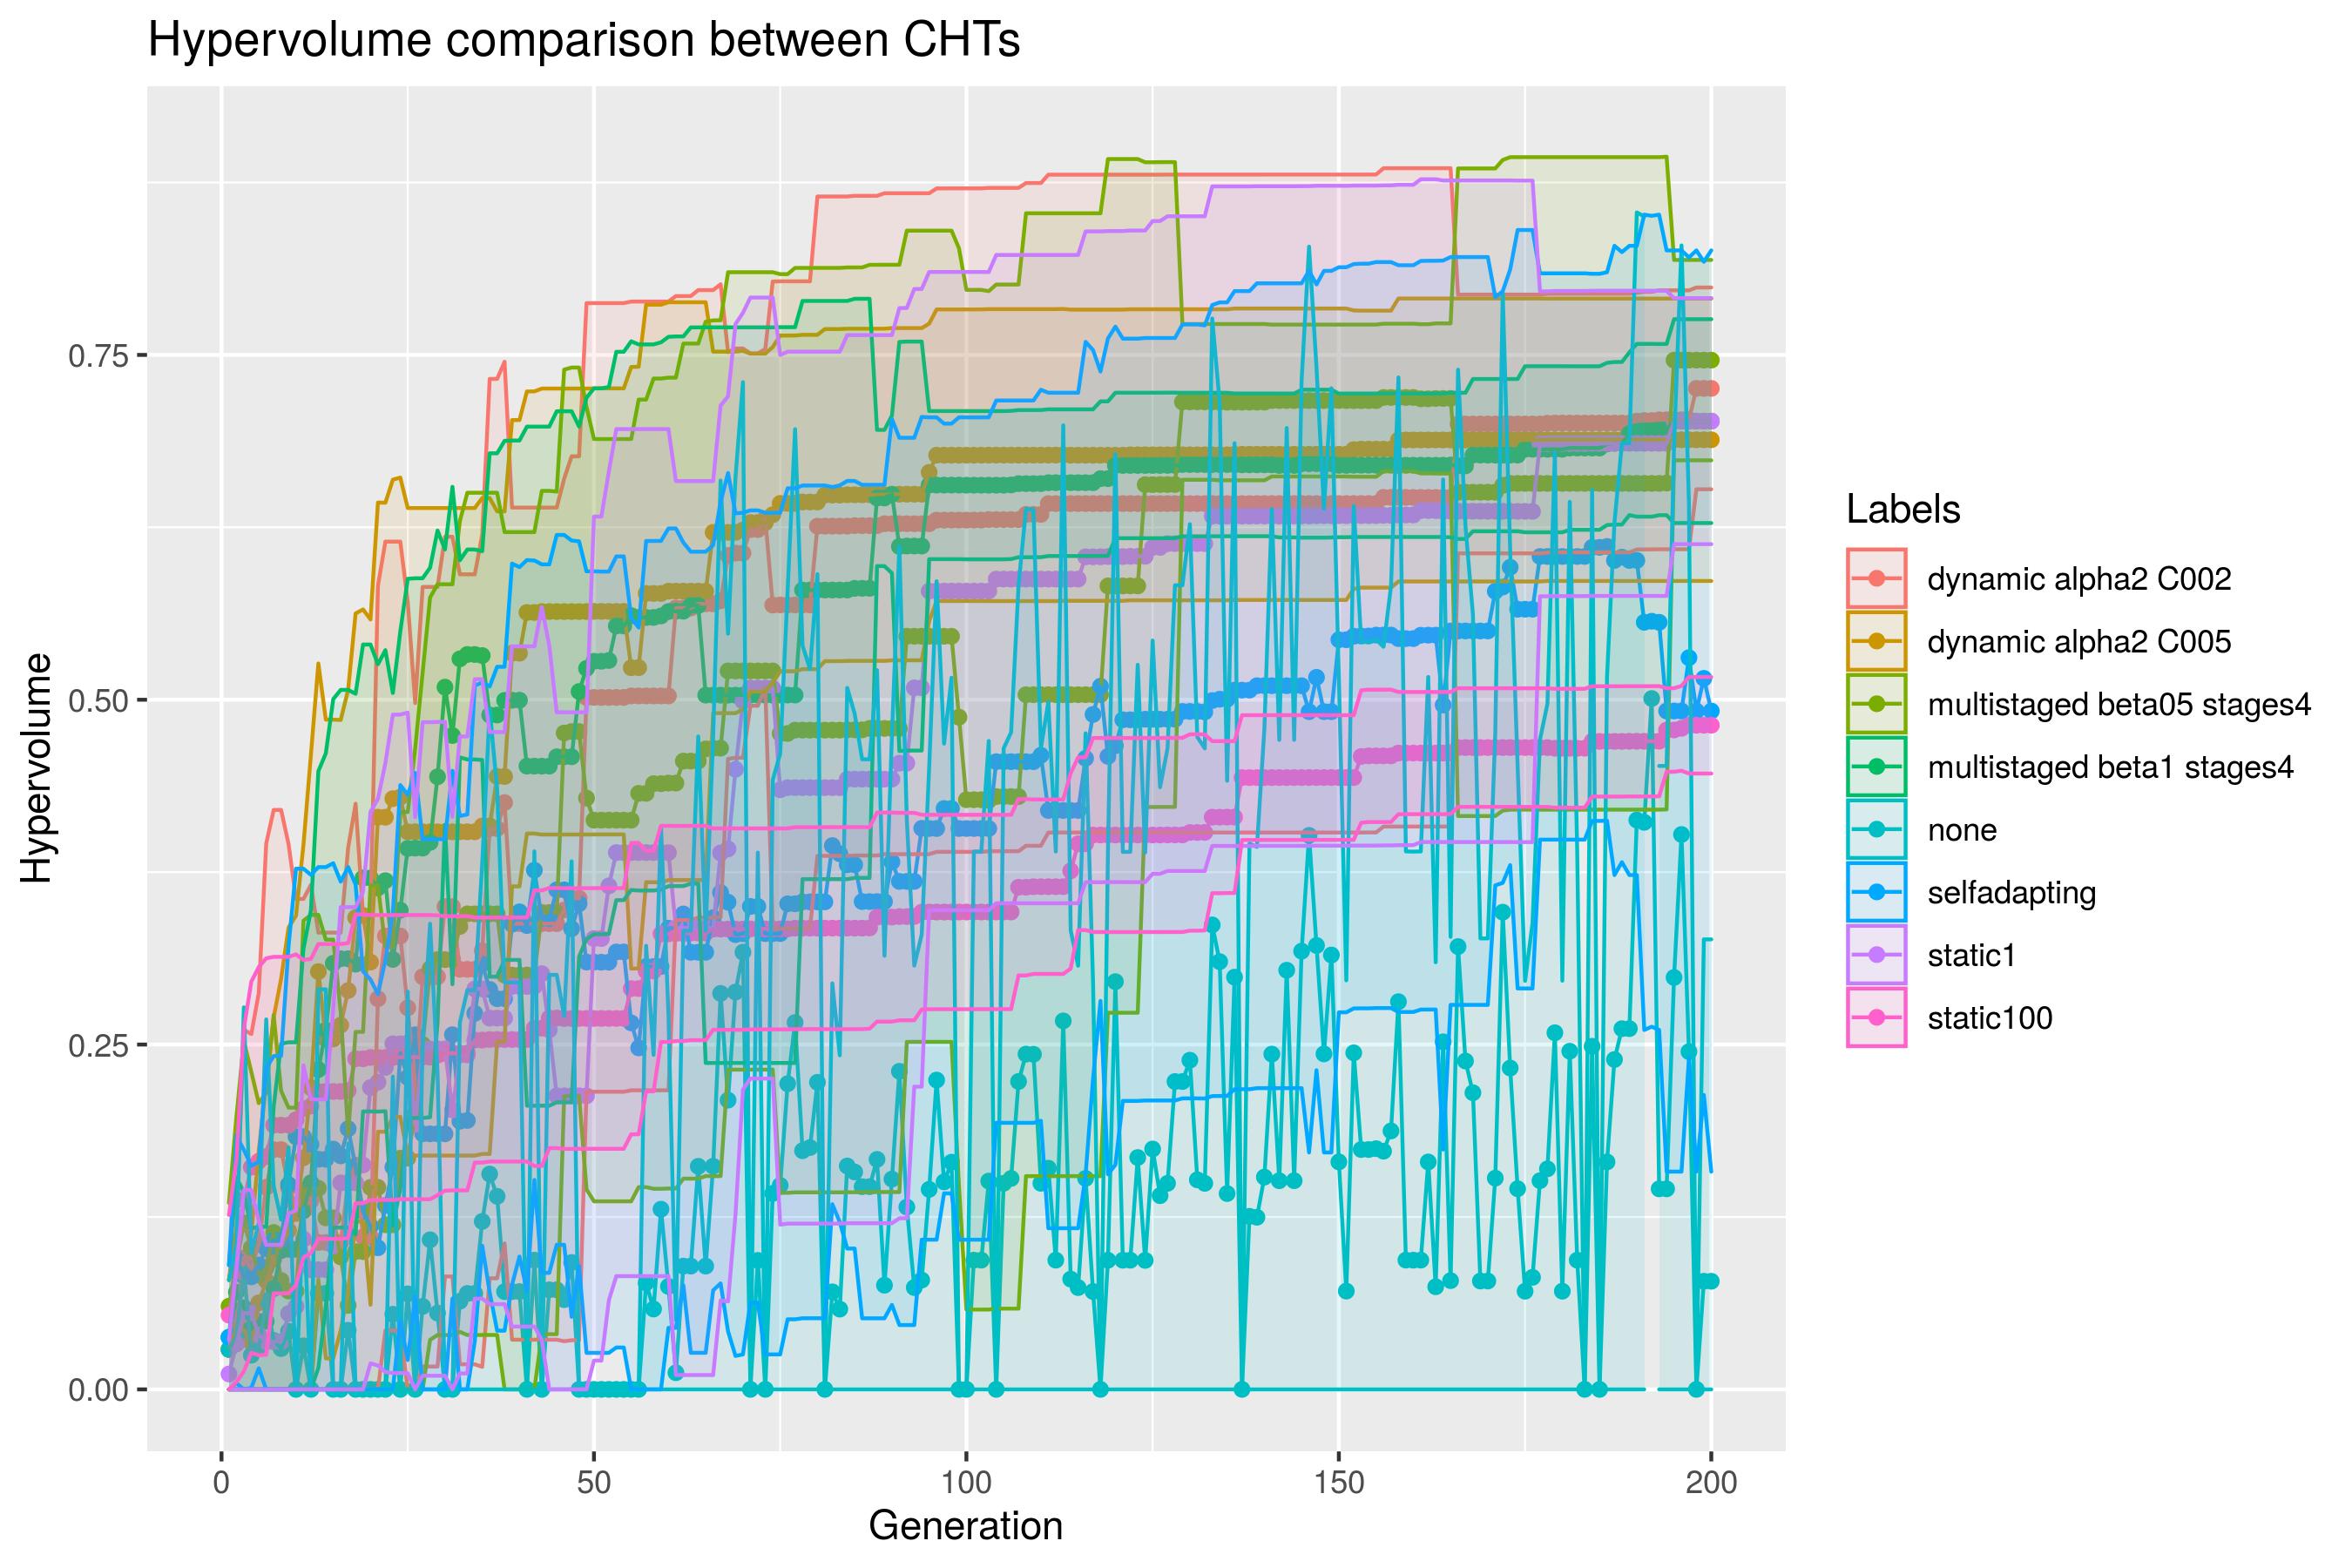 Hypervolume comparison between CHTs
Hypervolume
0.75
0.50
0.25
0.00
0
50
100
150
200
Generation
Labels
dynamic alpha2 C002
dynamic alpha2 C005
multistaged beta05 stages4
multistaged beta1 stages4
none
selfadapting
static1
static100